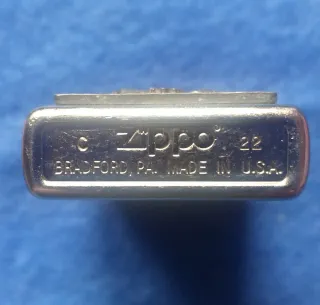 C Zippo 22
BRADFORD, PA. MADE IN U.S.A.